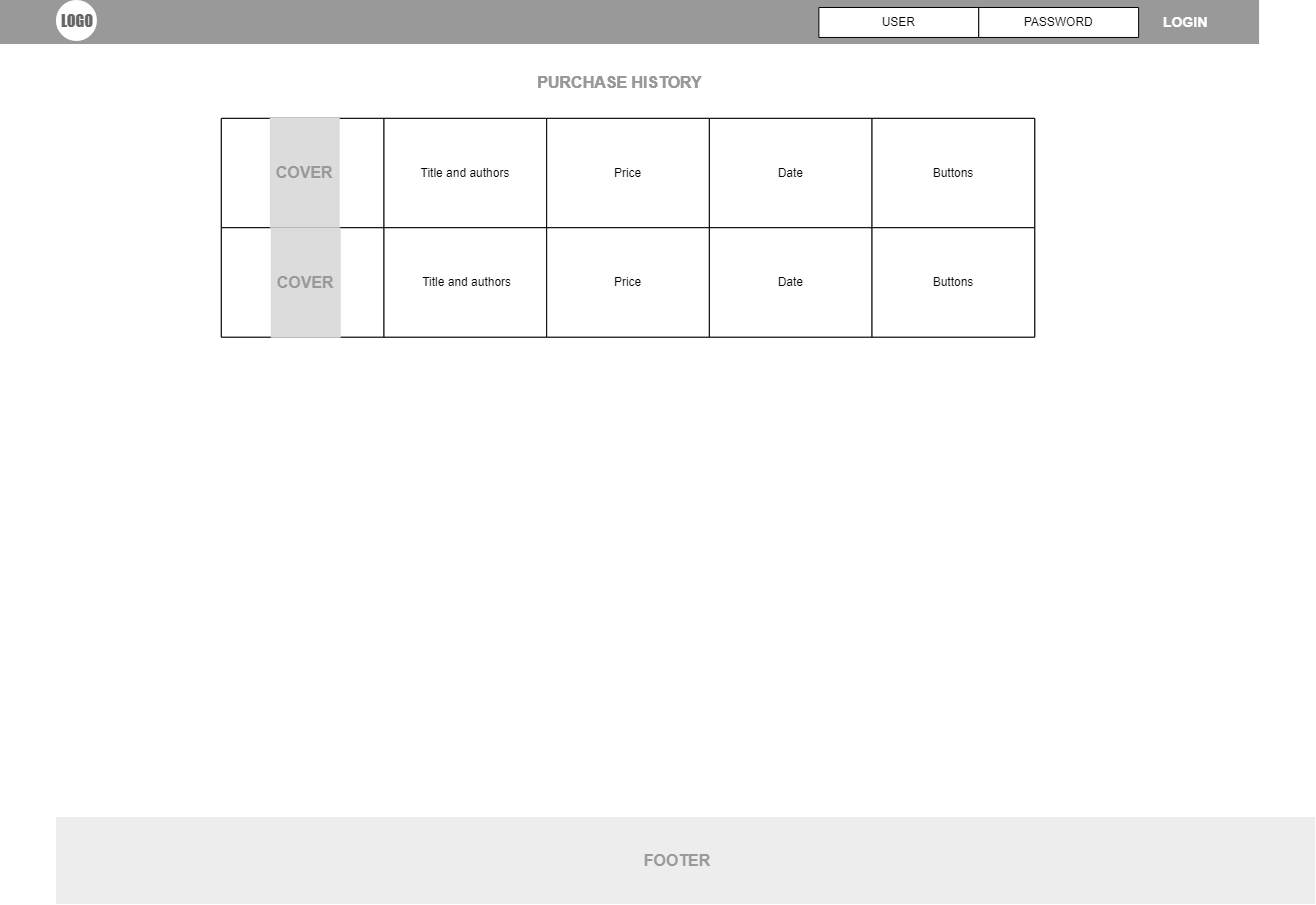 LOGO
USER
PASSWORD
LOGIN
PURCHASE HISTORY
COVER
Title and authors
Price
Date
Buttons
COVER
Title and authors
Price
Date
Buttons
FOOTER